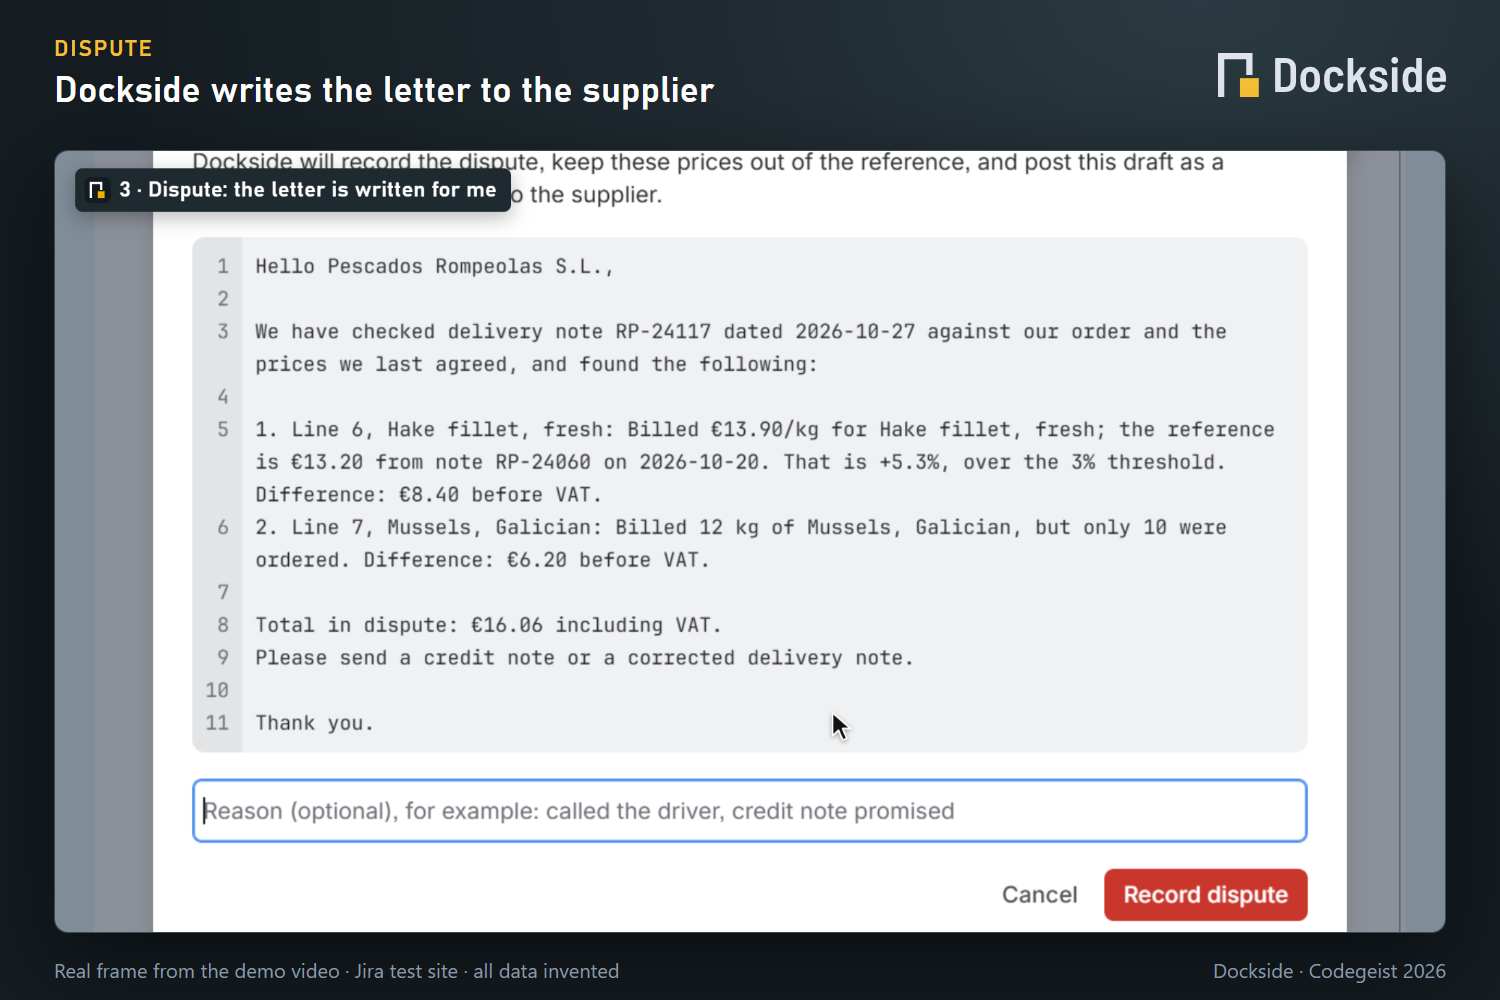 DISPUTE
Dockside writes the letter to the supplier
Dockside
Dockside will record the dispute, keep these prices out of the reference, and post this draft as a
3 · Dispute: the letter is written for me
to the supplier.
1 Hello Pescados Rompeolas S.L.,
2
3 We have checked delivery note RP-24117 dated 2026-10-27 against our order and the
prices we last agreed, and found the following:
4
5 1. Line 6, Hake fillet, fresh: Billed €13.90/kg for Hake fillet, fresh; the reference
is €13.20 from note RP-24060 on 2026-10-20. That is +5.3%, over the 3% threshold.
Difference: €8.40 before VAT.
6 2. Line 7, Mussels, Galician: Billed 12 kg of Mussels, Galician, but only 10 were
ordered. Difference: €6.20 before VAT.
7
8 Total in dispute: €16.06 including VAT.
9 Please send a credit note or a corrected delivery note.
10
11 Thank you.
Reason (optional), for example: called the driver, credit note promised
Cancel
Record dispute
Real frame from the demo video · Jira test site · all data invented
Dockside · Codegeist 2026